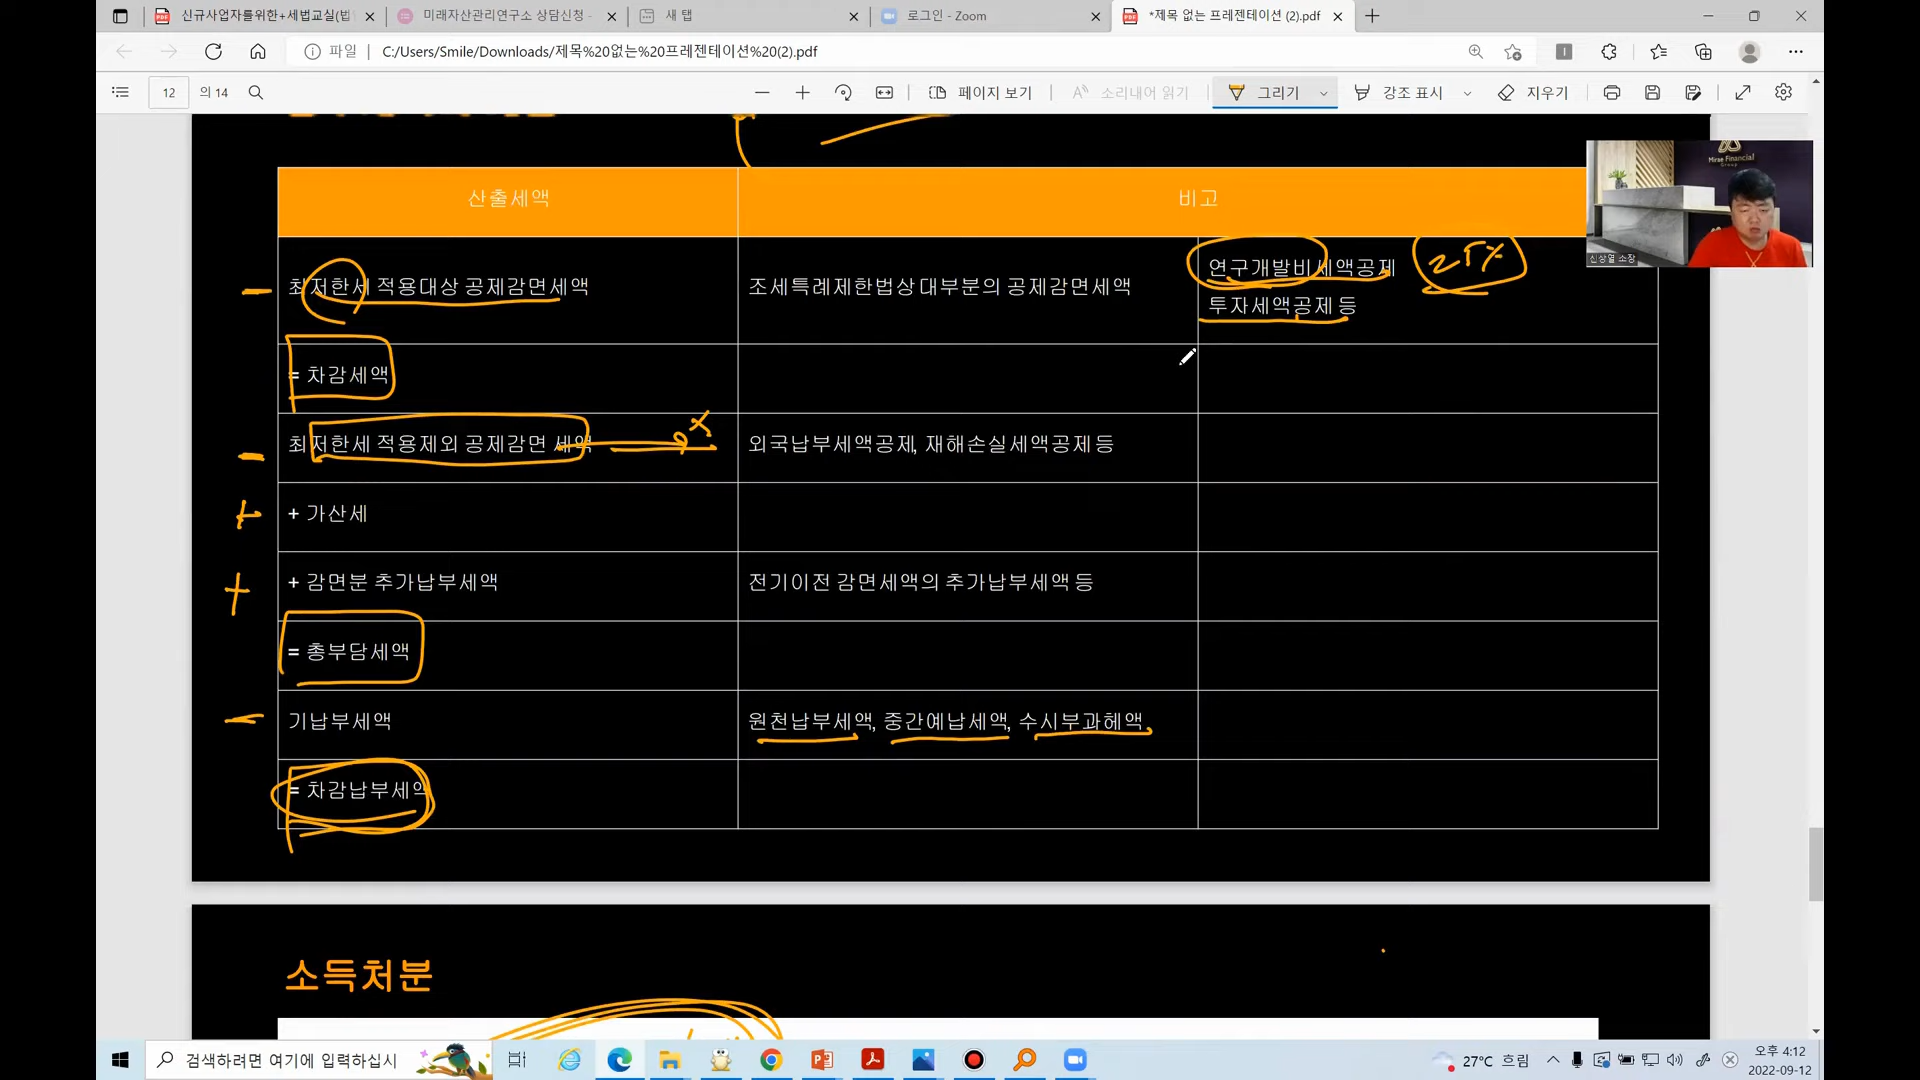 신규사업자를위한+세법교실(법
미래자산관리연구소 상담신청 -
새 탭
로그인 - Zoom
*제목 없는 프레젠테이션 (2).pdf
파일
C:/Users/Smile/Downloads/제목%20없는%20프레젠테이션%20(2).pdf
12 의 14
페이지 보기
소리내어 읽기
그리기
강조 표시
지우기
Mirae Financial
Group
신상열 소장
산출세액 비고
- 최저한세 적용대상 공제감면세액 조세특례제한법상 대부분의 공제감면세액 연구개발비세액공제 25%
투자세액공제 등
= 차감세액
- 최저한세 적용제외 공제감면 세액 x 외국납부세액공제, 재해손실세액공제 등
+ + 가산세
+ + 감면분 추가납부세액 전기이전 감면세액의 추가납부세액 등
= 총부담세액
- 기납부세액 원천납부세액, 중간예납세액, 수시부과헤액,
= 차감납부세액
소득처분
검색하려면 여기에 입력하십시
27°C 흐림
오후 4:12
2022-09-12